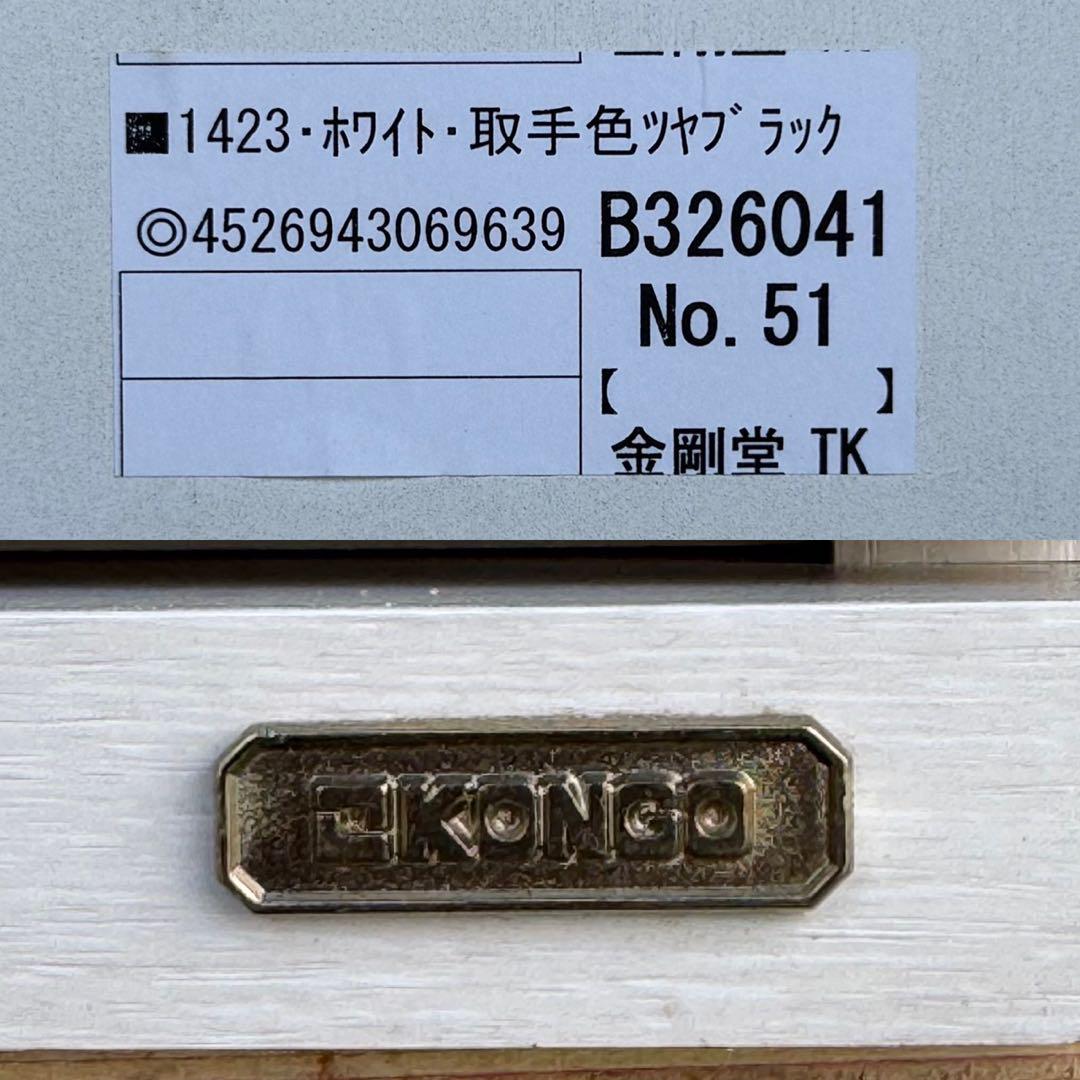 ■1423・ホワイト・取手色ツヤブラック
◎4526943069639
B326041
No. 51
【 】
金剛堂 TK
KONGO